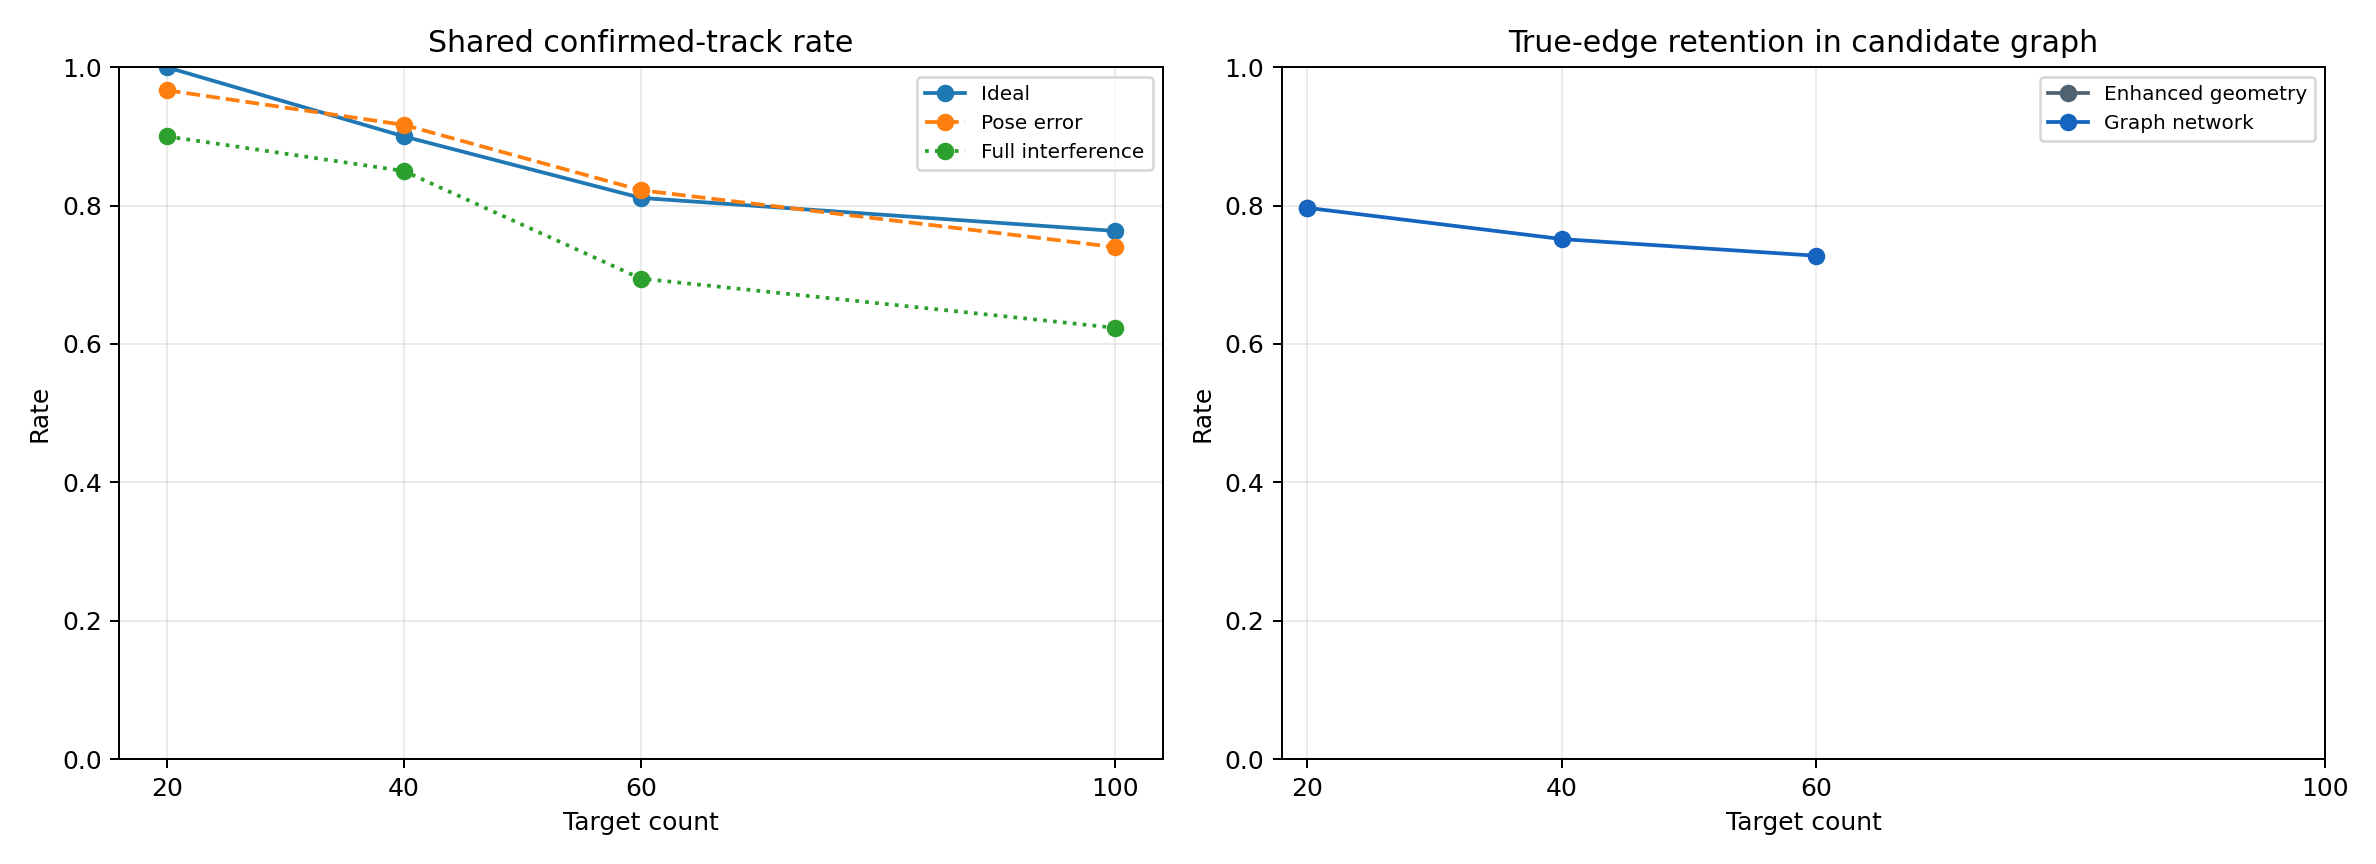 Shared confirmed-track rate
1.0
0.8
0.6
0.4
0.2
0.0
Rate
20 40 60 100
Target count
Ideal
Pose error
Full interference
True-edge retention in candidate graph
1.0
0.8
0.6
0.4
0.2
0.0
Rate
20 40 60 100
Target count
Enhanced geometry
Graph network